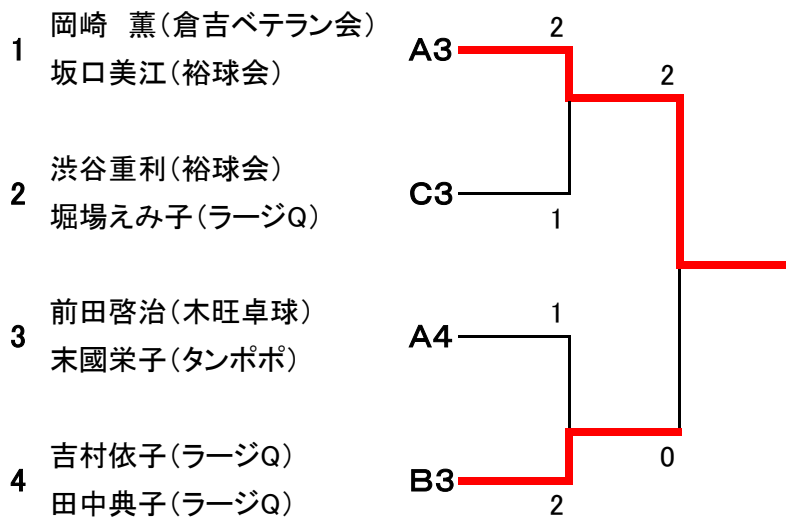 1
岡崎　薫（倉吉ベテラン会）
坂口美江（裕球会）
A3
2
2
2
渋谷重利（裕球会）
堀場えみ子（ラージQ）
C3
1
3
前田啓治（木旺卓球）
末國栄子（タンポポ）
A4
1
4
吉村依子（ラージQ）
田中典子（ラージQ）
B3
2
0